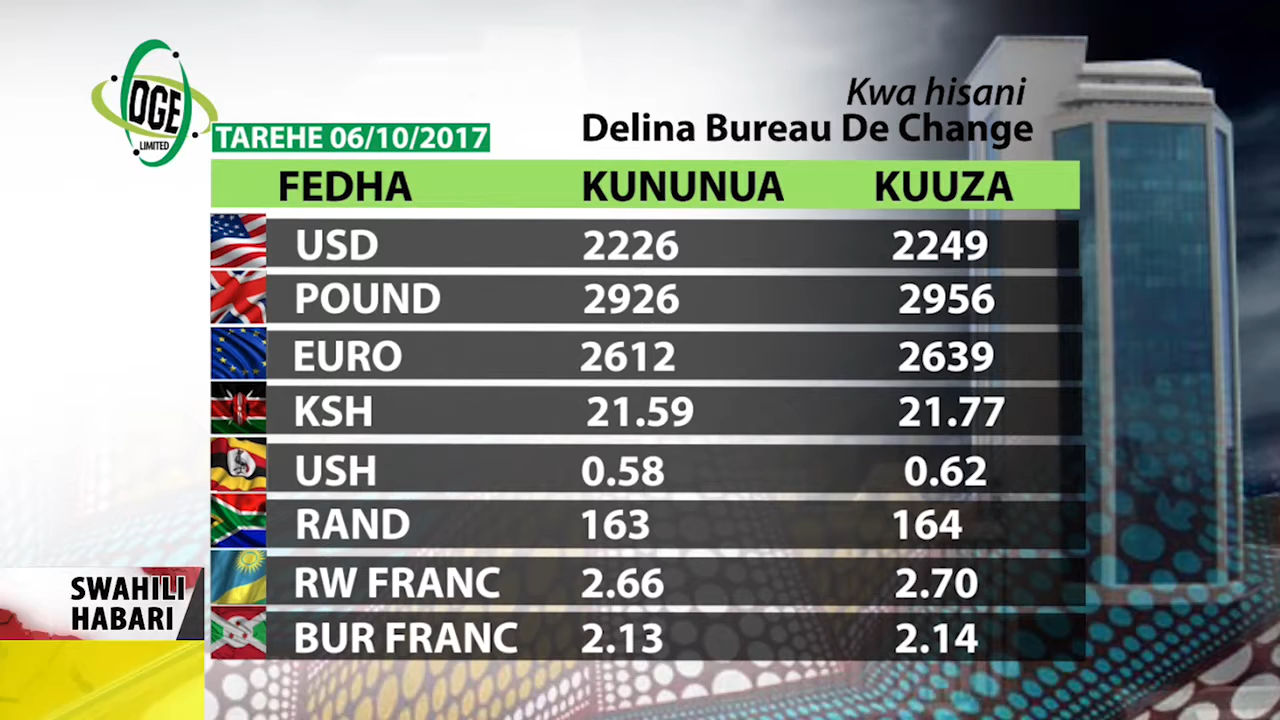 DGE
LIMITED
TAREHE 06/10/2017
Kwa hisani
Delina Bureau De Change
FEDHA KUNUNUA KUUZA
USD 2226 2249
POUND 2926 2956
EURO 2612 2639
KSH 21.59 21.77
USH 0.58 0.62
RAND 163 164
RW FRANC 2.66 2.70
BUR FRANC 2.13 2.14
SWAHILI
HABARI